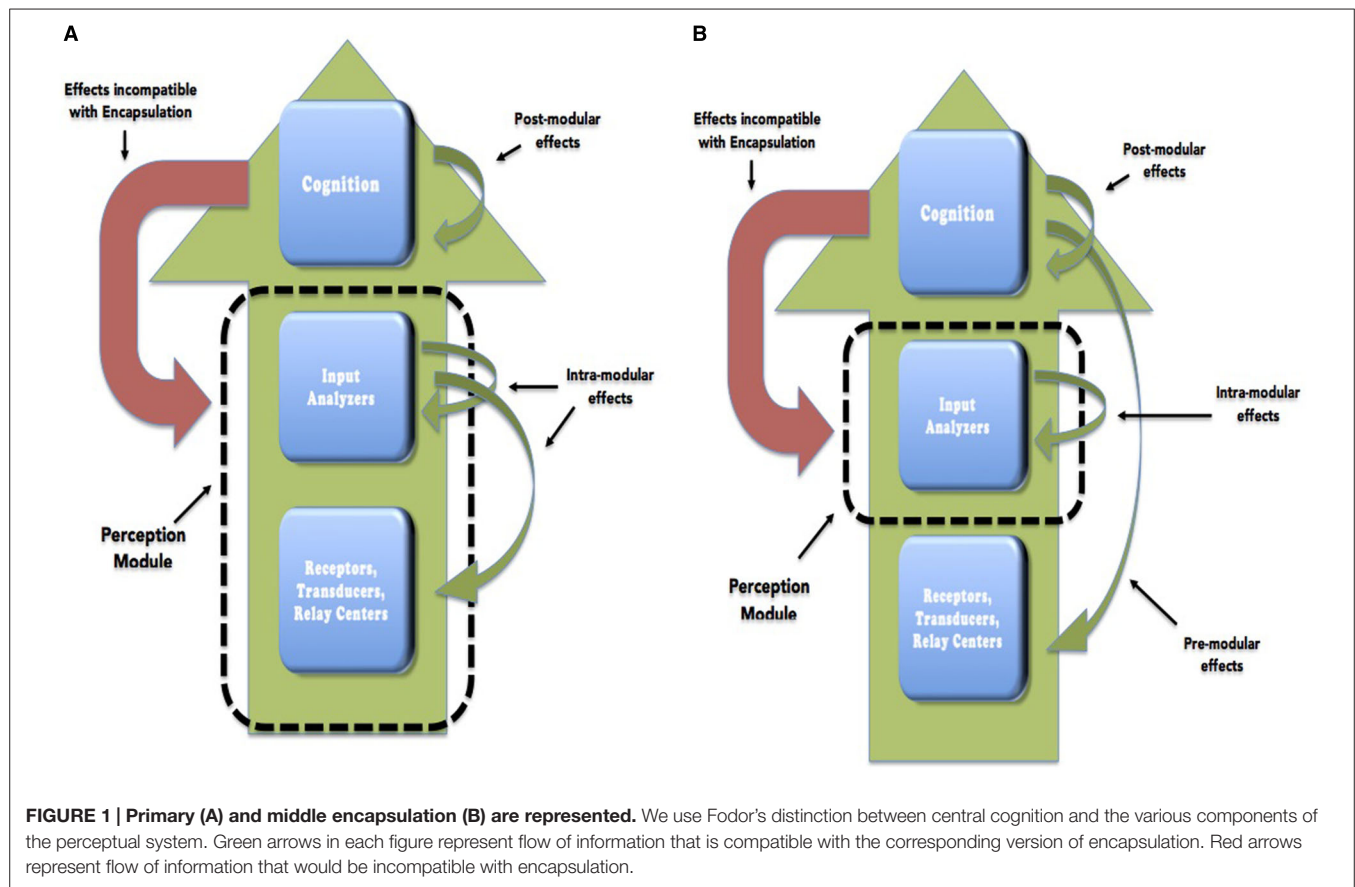 A
Effects incompatible
with Encapsulation
Post-modular
effects
Cognition
Input
Analyzers
Intra-modular
effects
Perception
Module
Receptors,
Transducers,
Relay Centers
B
Effects incompatible
with Encapsulation
Post-modular
effects
Cognition
Input
Analyzers
Intra-modular
effects
Perception
Module
Receptors,
Transducers,
Relay Centers
Pre-modular
effects
FIGURE 1 | Primary (A) and middle encapsulation (B) are represented. We use Fodor's distinction between central cognition and the various components of
the perceptual system. Green arrows in each figure represent flow of information that is compatible with the corresponding version of encapsulation. Red arrows
represent flow of information that would be incompatible with encapsulation.